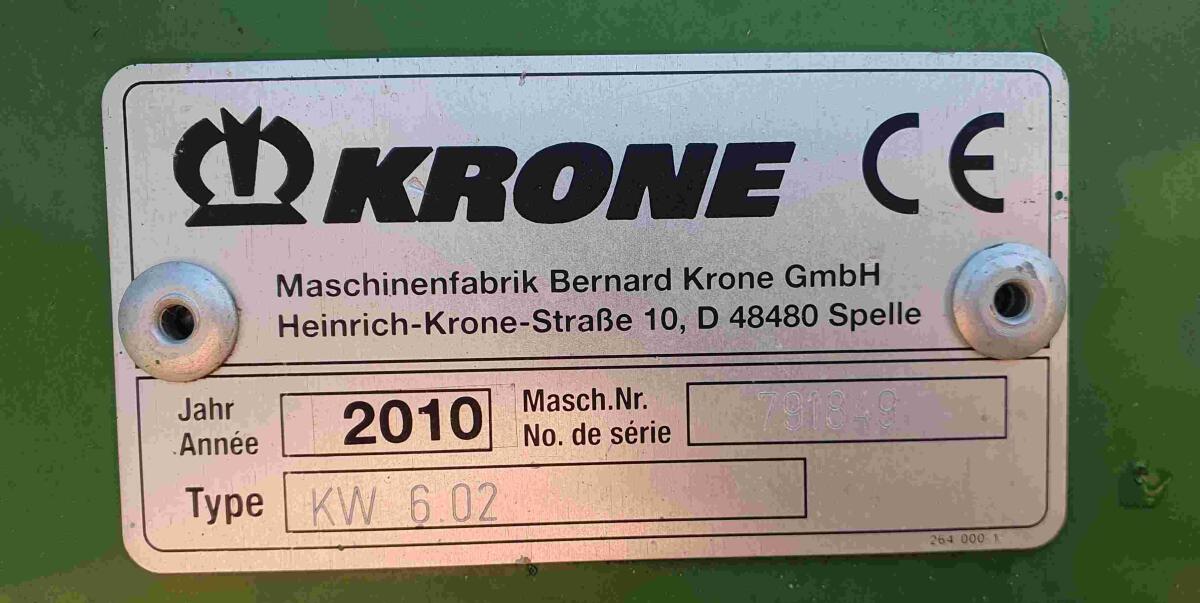 KRONE CE
Maschinenfabrik Bernard Krone GmbH
Heinrich-Krone-Straße 10, D 48480 Spelle
Jahr
Année
2010
Masch.Nr.
No. de série
Type
KW 6.02
264 000 1